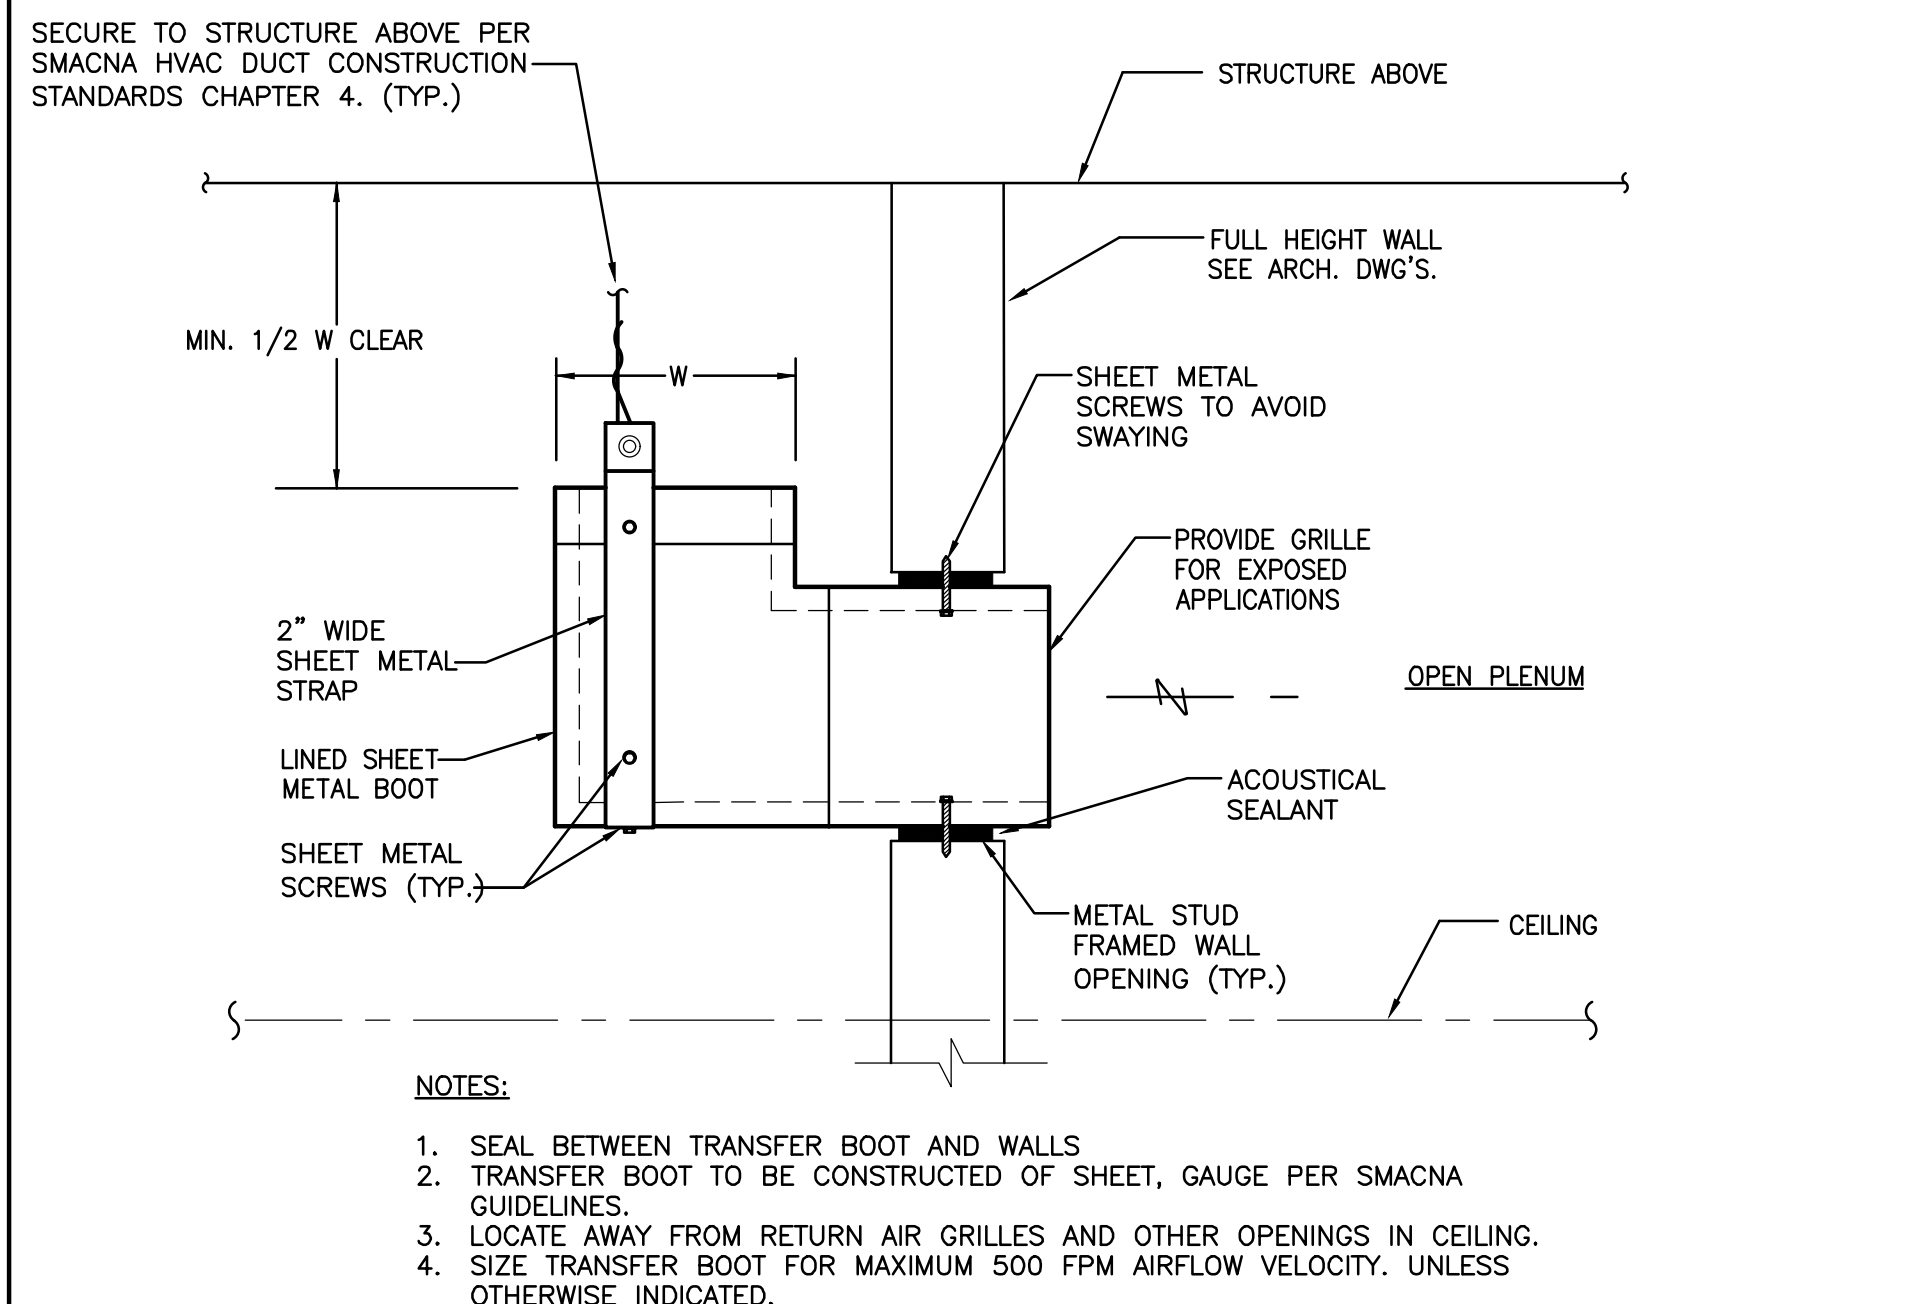 SECURE TO STRUCTURE ABOVE PER
SMACNA HVAC DUCT CONSTRUCTION
STANDARDS CHAPTER 4. (TYP.)
STRUCTURE ABOVE
FULL HEIGHT WALL
SEE ARCH. DWG'S.
MIN. 1/2 W CLEAR
W
SHEET METAL
SCREWS TO AVOID
SWAYING
PROVIDE GRILLE
FOR EXPOSED
APPLICATIONS
2" WIDE
SHEET METAL
STRAP
OPEN PLENUM
LINED SHEET
METAL BOOT
ACOUSTICAL
SEALANT
SHEET METAL
SCREWS (TYP.)
METAL STUD
FRAMED WALL
OPENING (TYP.)
CEILING
NOTES:
1. SEAL BETWEEN TRANSFER BOOT AND WALLS
2. TRANSFER BOOT TO BE CONSTRUCTED OF SHEET, GAUGE PER SMACNA
GUIDELINES.
3. LOCATE AWAY FROM RETURN AIR GRILLES AND OTHER OPENINGS IN CEILING.
4. SIZE TRANSFER BOOT FOR MAXIMUM 500 FPM AIRFLOW VELOCITY. UNLESS
OTHERWISE INDICATED.